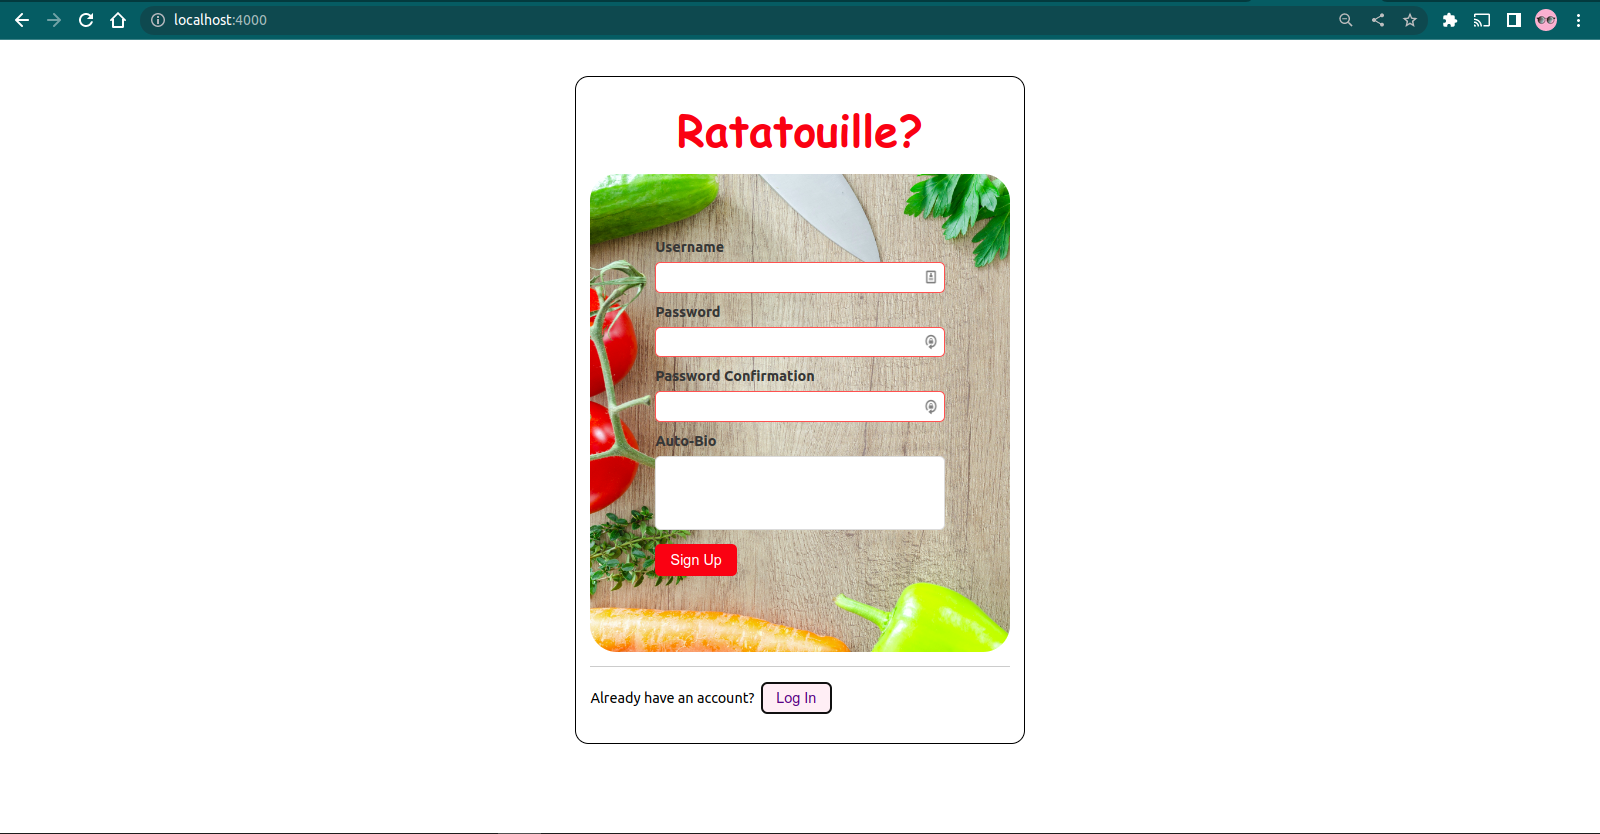 localhost:4000
Ratatouille?
Username
Password
Password Confirmation
Auto-Bio
Sign Up
Already have an account? Log In